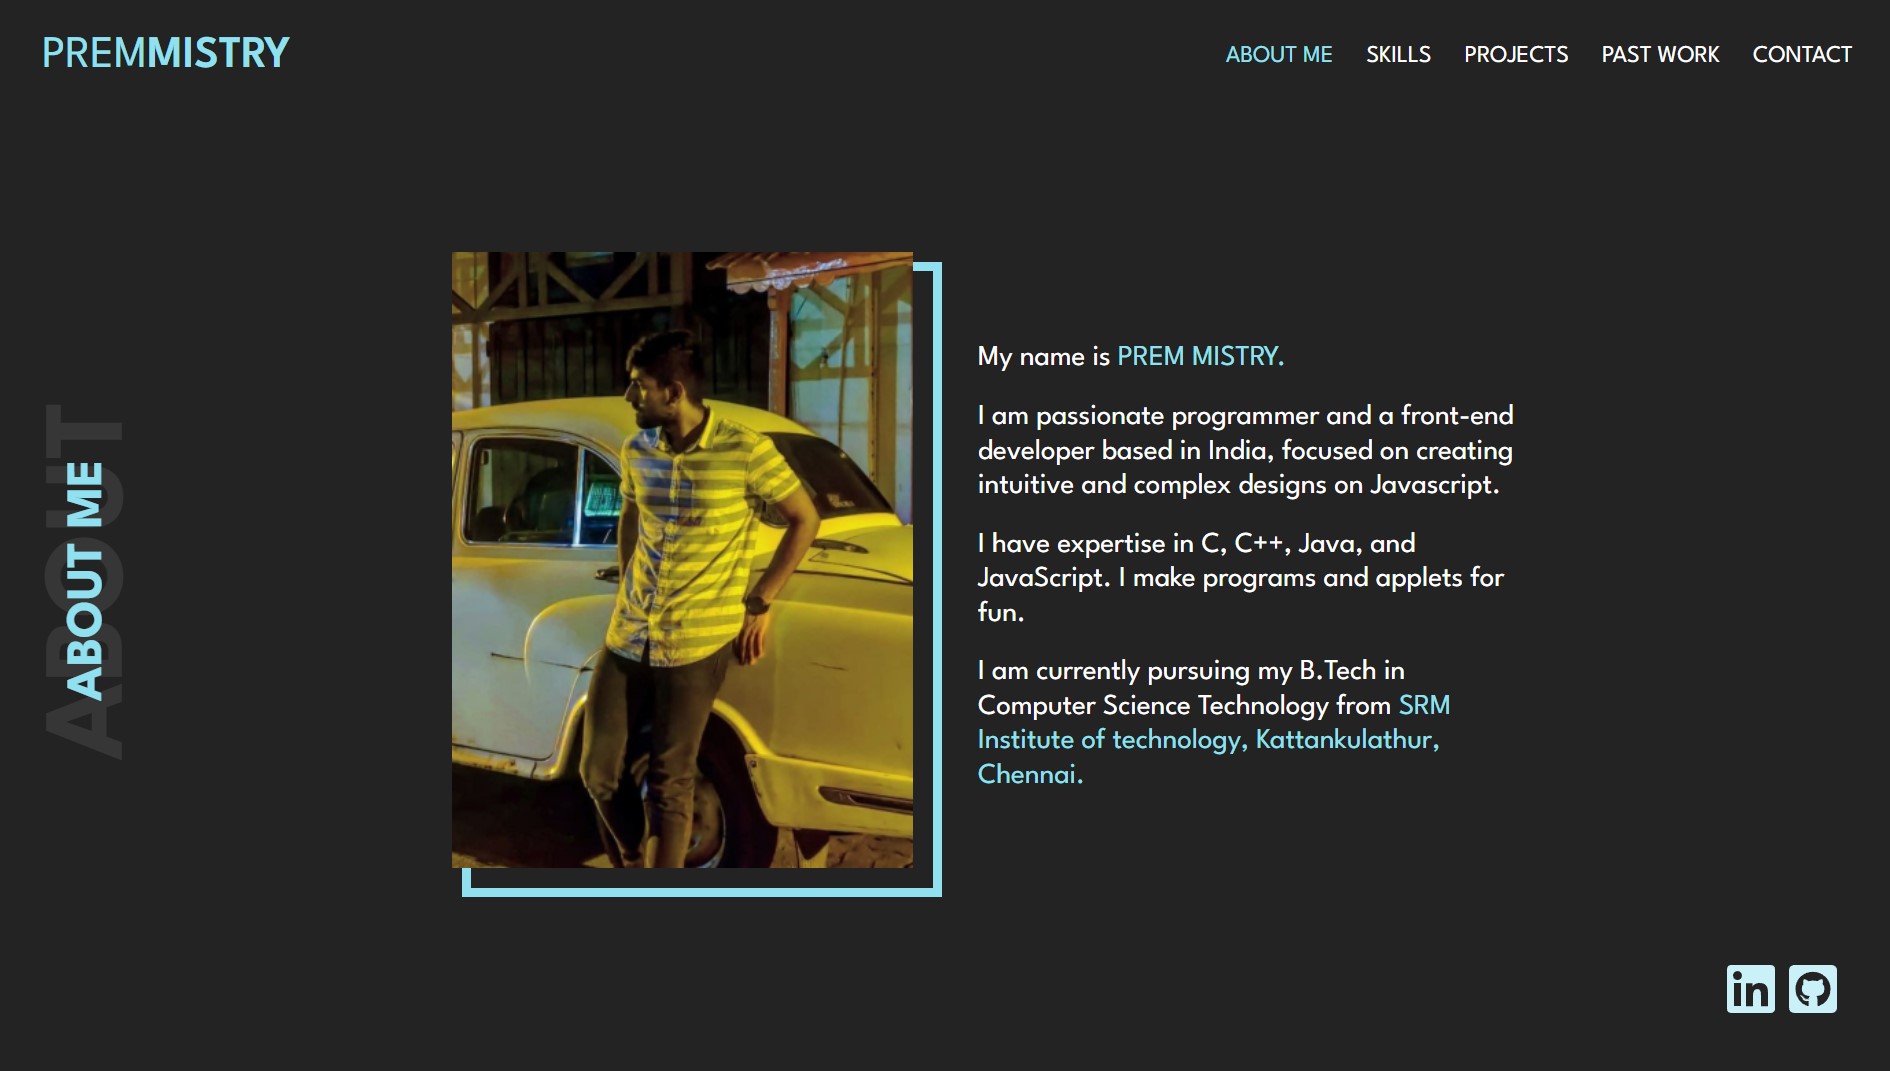 PREMMISTRY
ABOUT ME SKILLS PROJECTS PAST WORK CONTACT
ABOUT
ABOUT ME
My name is PREM MISTRY.
I am passionate programmer and a front-end
developer based in India, focused on creating
intuitive and complex designs on Javascript.
I have expertise in C, C++, Java, and
JavaScript. I make programs and applets for
fun.
I am currently pursuing my B.Tech in
Computer Science Technology from SRM
Institute of technology, Kattankulathur,
Chennai.
in